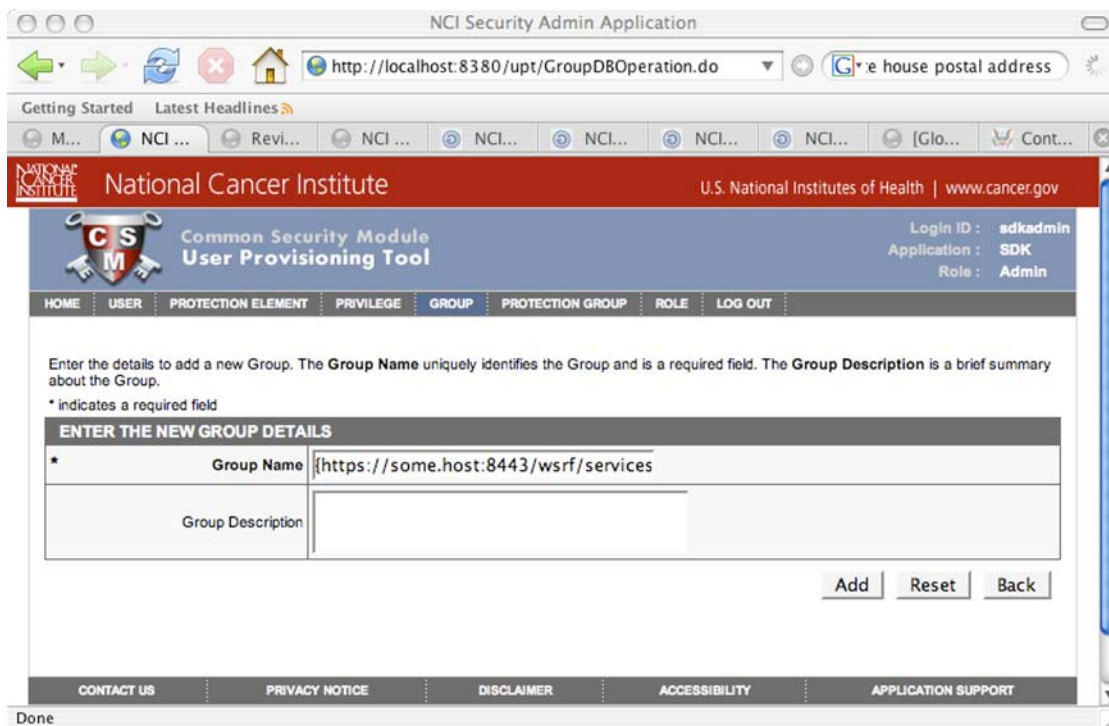 NCI Security Admin Application
http://localhost:8380/upt/GroupDBOperation.do
e house postal address
Getting Started Latest Headlines
M... NCI ... Revi... NCI ... NCI... NCI... NCI... NCI... [Glo... Cont...
NATIONAL CANCER INSTITUTE National Cancer Institute U.S. National Institutes of Health | www.cancer.gov
CSM Common Security Module
User Provisioning Tool
Login ID : sdkadmin
Application : SDK
Role : Admin
HOME USER PROTECTION ELEMENT PRIVILEGE GROUP PROTECTION GROUP ROLE LOG OUT
Enter the details to add a new Group. The Group Name uniquely identifies the Group and is a required field. The Group Description is a brief summary
about the Group.
* indicates a required field
ENTER THE NEW GROUP DETAILS
* Group Name {https://some.host:8443/wsrf/services
Group Description
Add Reset Back
CONTACT US PRIVACY NOTICE DISCLAIMER ACCESSIBILITY APPLICATION SUPPORT
Done